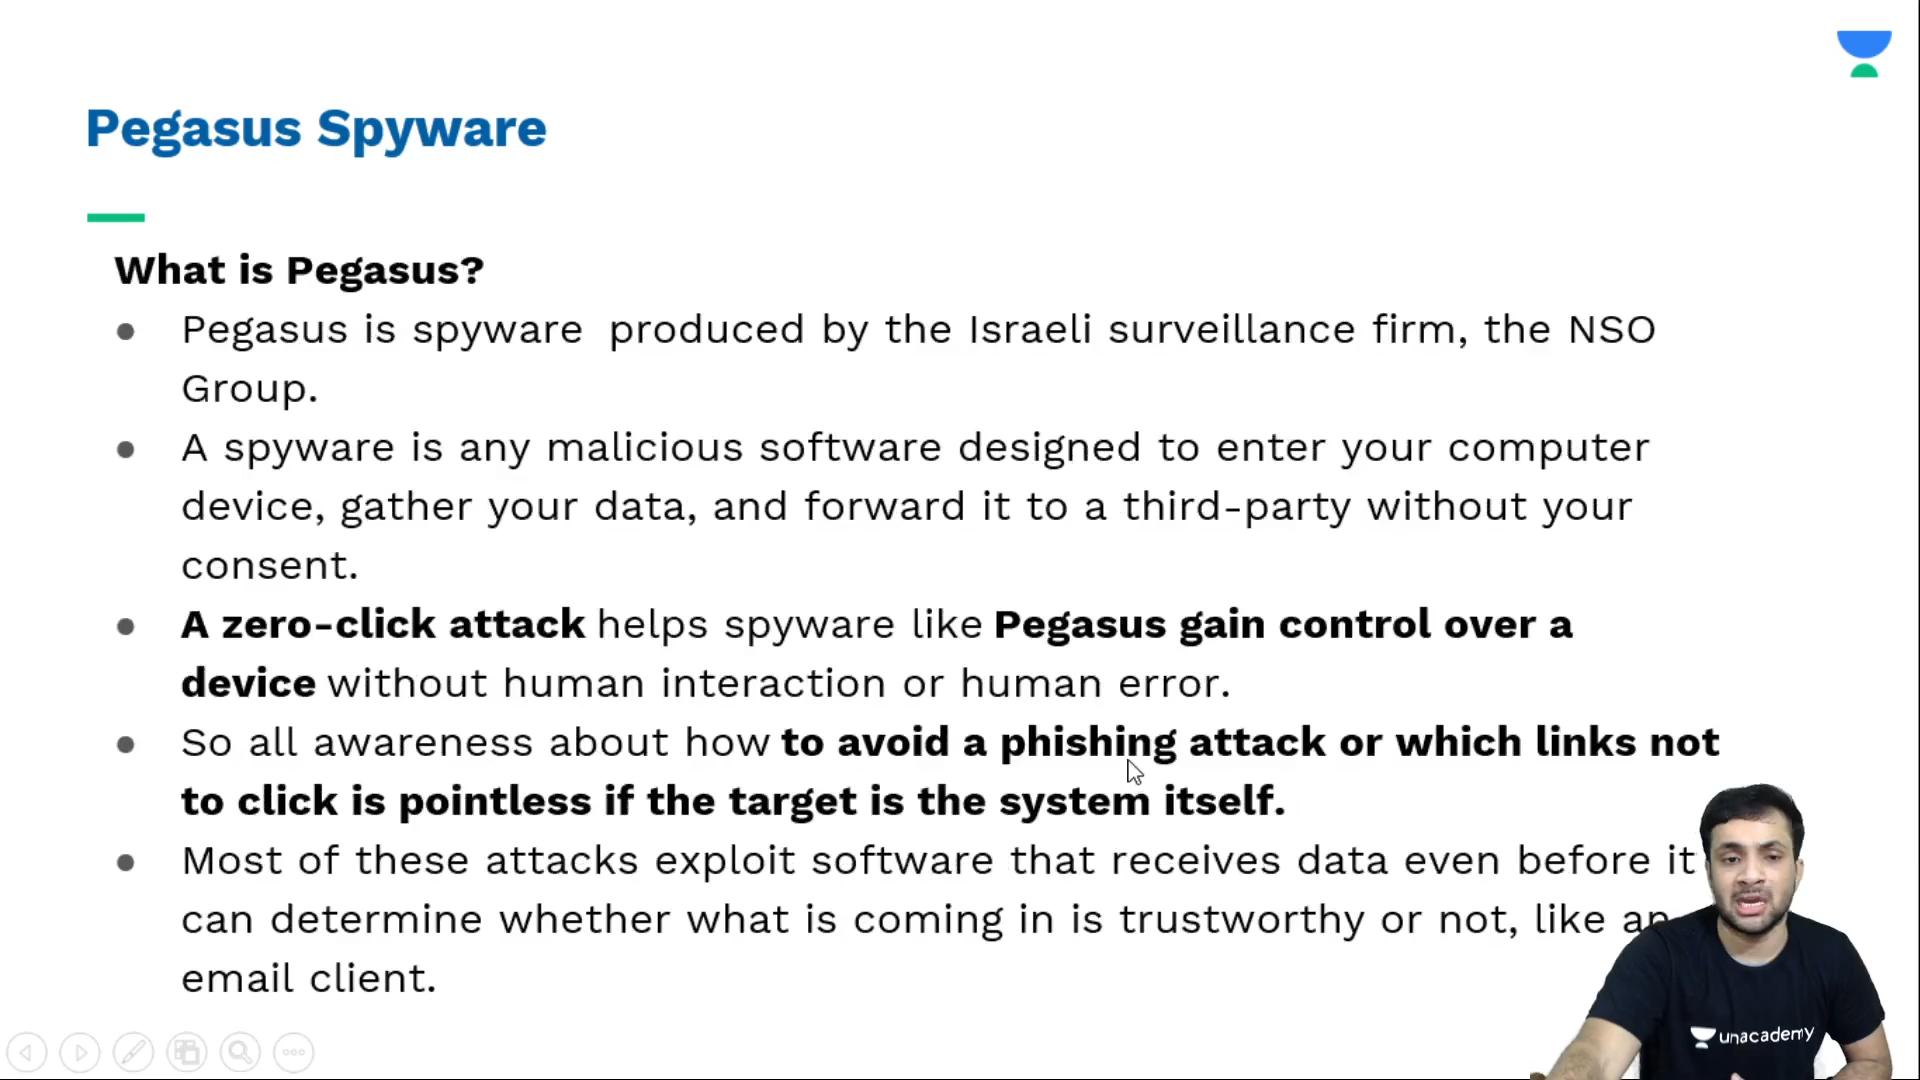 Pegasus Spyware
What is Pegasus?
● Pegasus is spyware produced by the Israeli surveillance firm, the NSO
Group.
● A spyware is any malicious software designed to enter your computer
device, gather your data, and forward it to a third-party without your
consent.
● A zero-click attack helps spyware like Pegasus gain control over a
device without human interaction or human error.
● So all awareness about how to avoid a phishing attack or which links not
to click is pointless if the target is the system itself.
● Most of these attacks exploit software that receives data even before it
can determine whether what is coming in is trustworthy or not, like an
email client.
unacademy